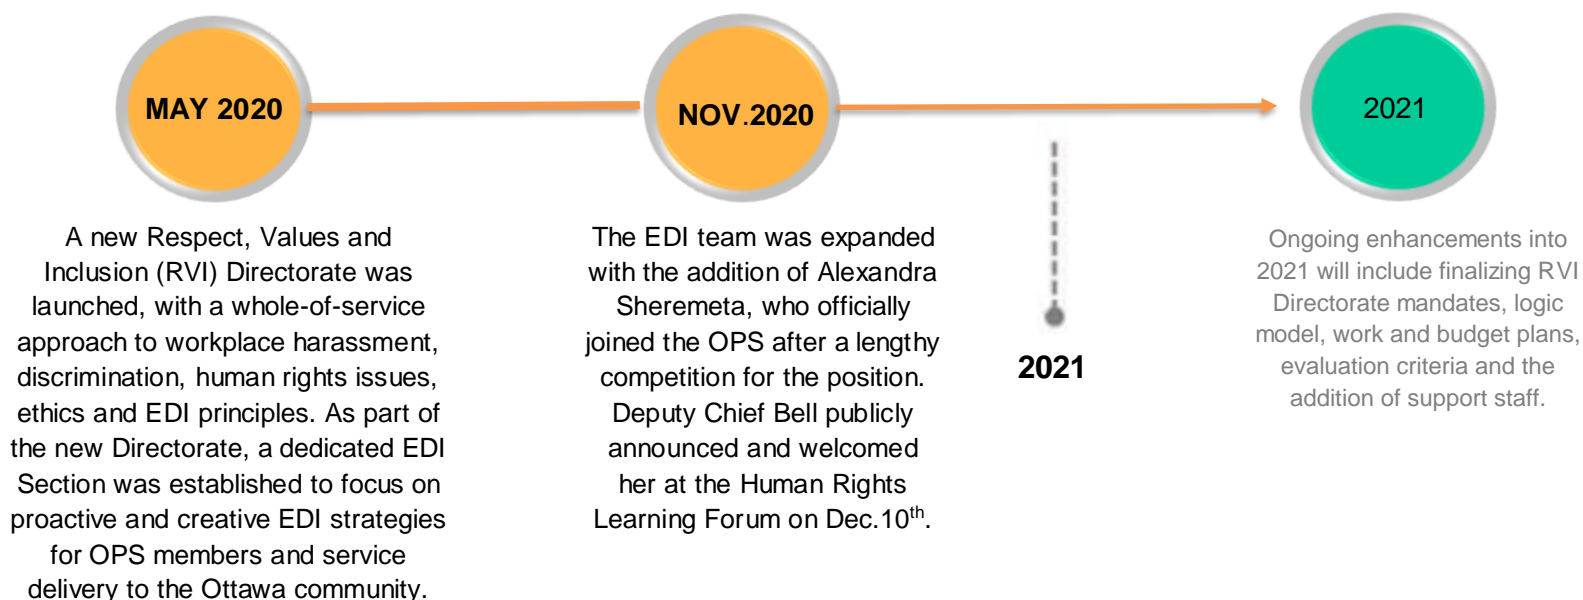 MAY 2020
A new Respect, Values and
Inclusion (RVI) Directorate was
launched, with a whole-of-service
approach to workplace harassment,
discrimination, human rights issues,
ethics and EDI principles. As part of
the new Directorate, a dedicated EDI
Section was established to focus on
proactive and creative EDI strategies
for OPS members and service
delivery to the Ottawa community.
NOV.2020
The EDI team was expanded
with the addition of Alexandra
Sheremeta, who officially
joined the OPS after a lengthy
competition for the position.
Deputy Chief Bell publicly
announced and welcomed
her at the Human Rights
Learning Forum on Dec.10th.
2021
2021
Ongoing enhancements into
2021 will include finalizing RVI
Directorate mandates, logic
model, work and budget plans,
evaluation criteria and the
addition of support staff.